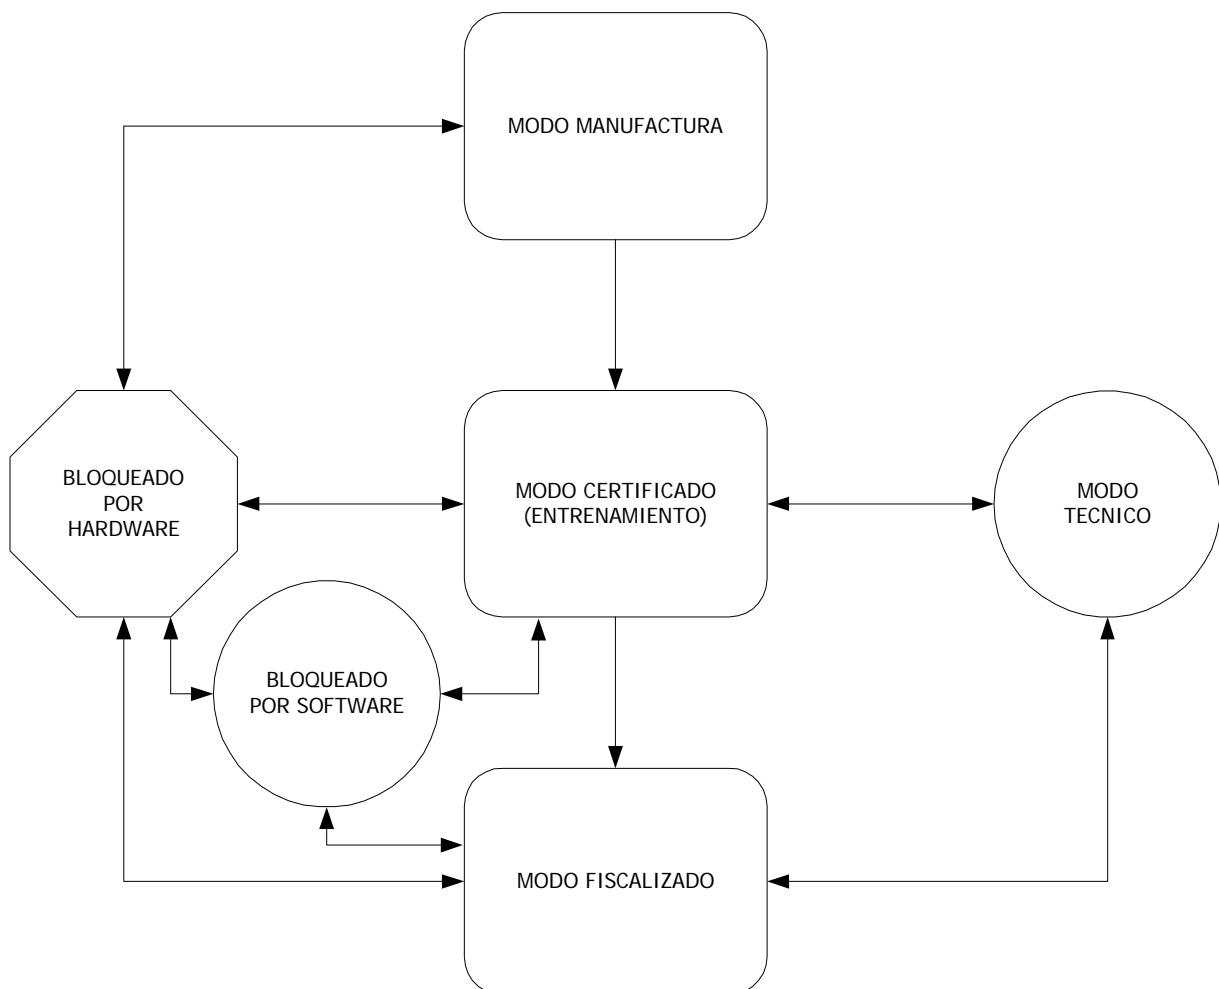 MODO MANUFACTURA
BLOQUEADO
POR
HARDWARE
MODO CERTIFICADO
(ENTRENAMIENTO)
MODO
TECNICO
BLOQUEADO
POR SOFTWARE
MODO FISCALIZADO